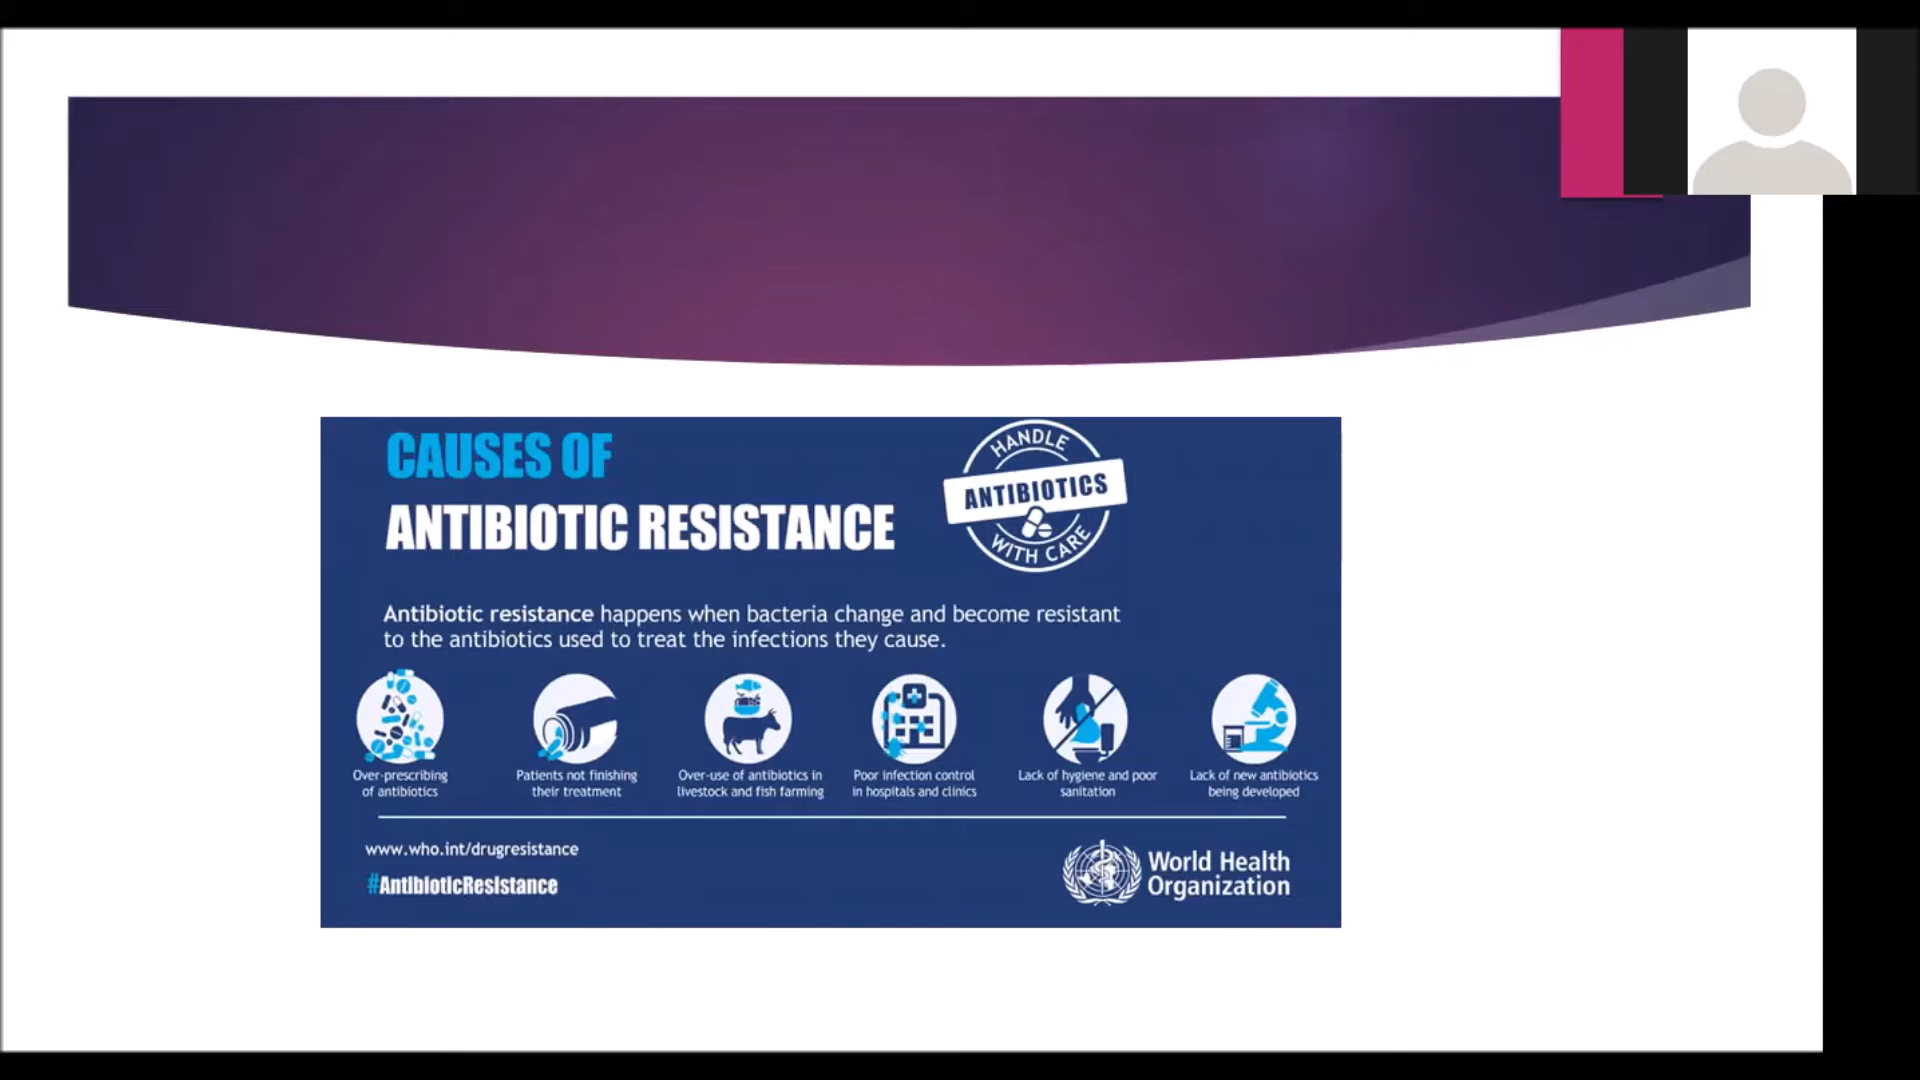 CAUSES OF
ANTIBIOTIC RESISTANCE
HANDLE
ANTIBIOTICS
WITH CARE
Antibiotic resistance happens when bacteria change and become resistant
to the antibiotics used to treat the infections they cause.
Over-prescribing
of antibiotics
Patients not finishing
their treatment
Over-use of antibiotics in
livestock and fish farming
Poor infection control
in hospitals and clinics
Lack of hygiene and poor
sanitation
Lack of new antibiotics
being developed
www.who.int/drugresistance
#AntibioticResistance
World Health
Organization